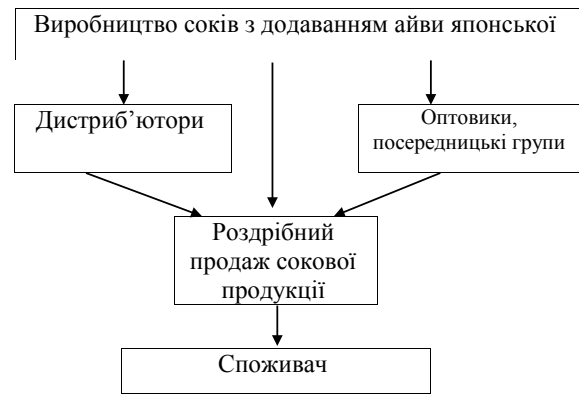 Виробництво соків з додаванням айви японської
Дистриб’ютори
Оптовики,
посередницькі групи
Роздрібний
продаж сокової
продукції
Споживач